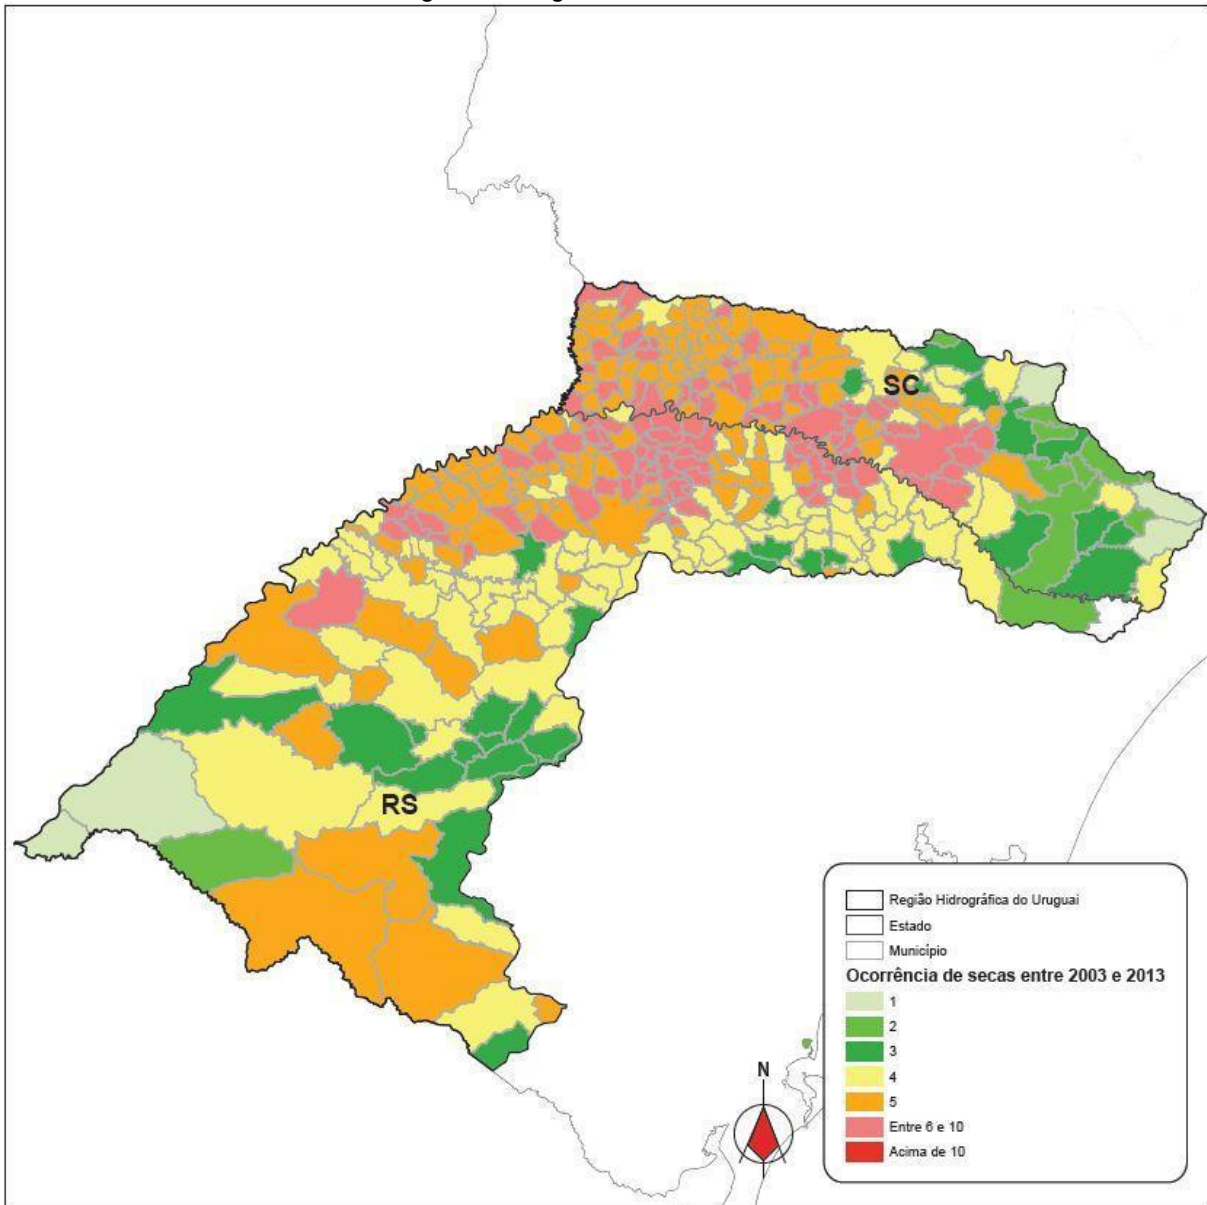 SC
RS
N
Região Hidrográfica do Uruguai
Estado
Município
Ocorrência de secas entre 2003 e 2013
1
2
3
4
5
Entre 6 e 10
Acima de 10